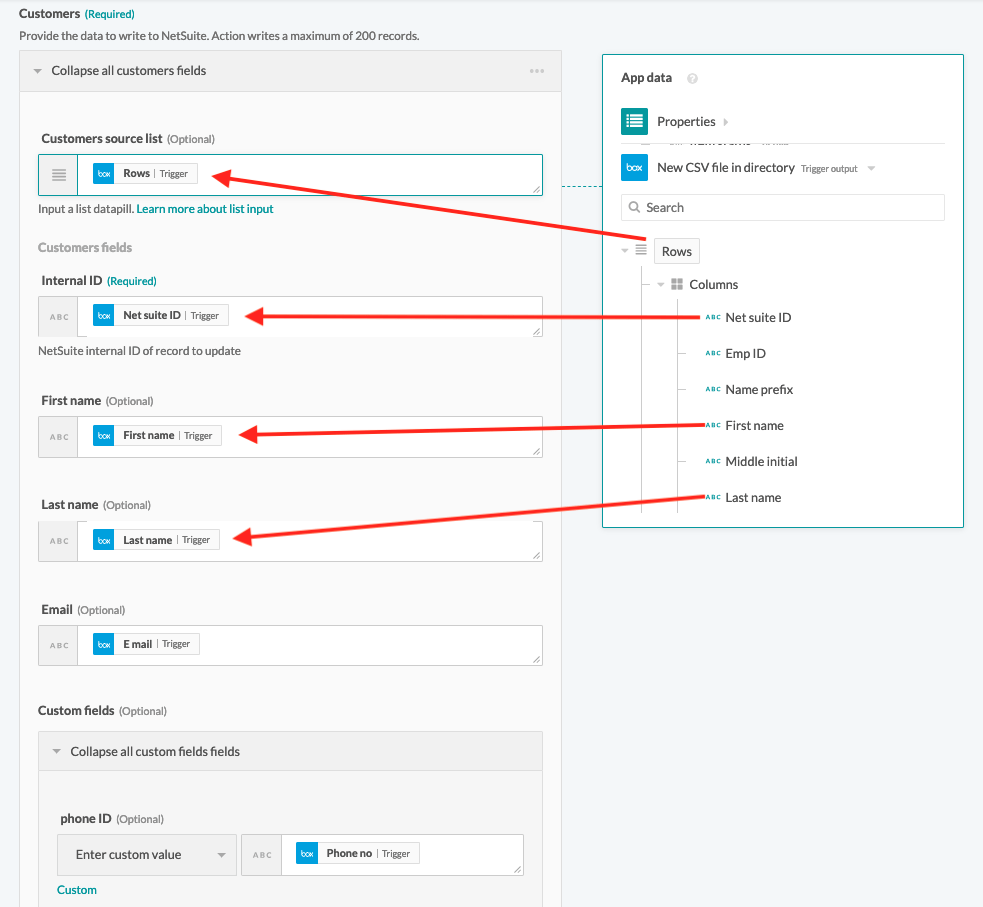 Customers (Required)
Provide the data to write to NetSuite. Action writes a maximum of 200 records.
Collapse all customers fields
Customers source list (Optional)
box Rows | Trigger
Input a list datapill. Learn more about list input
Customers fields
Internal ID (Required)
ABC box Net suite ID | Trigger
NetSuite internal ID of record to update
First name (Optional)
ABC box First name | Trigger
Last name (Optional)
ABC box Last name | Trigger
Email (Optional)
ABC box E mail | Trigger
Custom fields (Optional)
Collapse all custom fields fields
phone ID (Optional)
Enter custom value ABC box Phone no | Trigger
Custom
App data ?
Properties
box New CSV file in directory Trigger output
Search
Rows
Columns
ABC Net suite ID
ABC Emp ID
ABC Name prefix
ABC First name
ABC Middle initial
ABC Last name